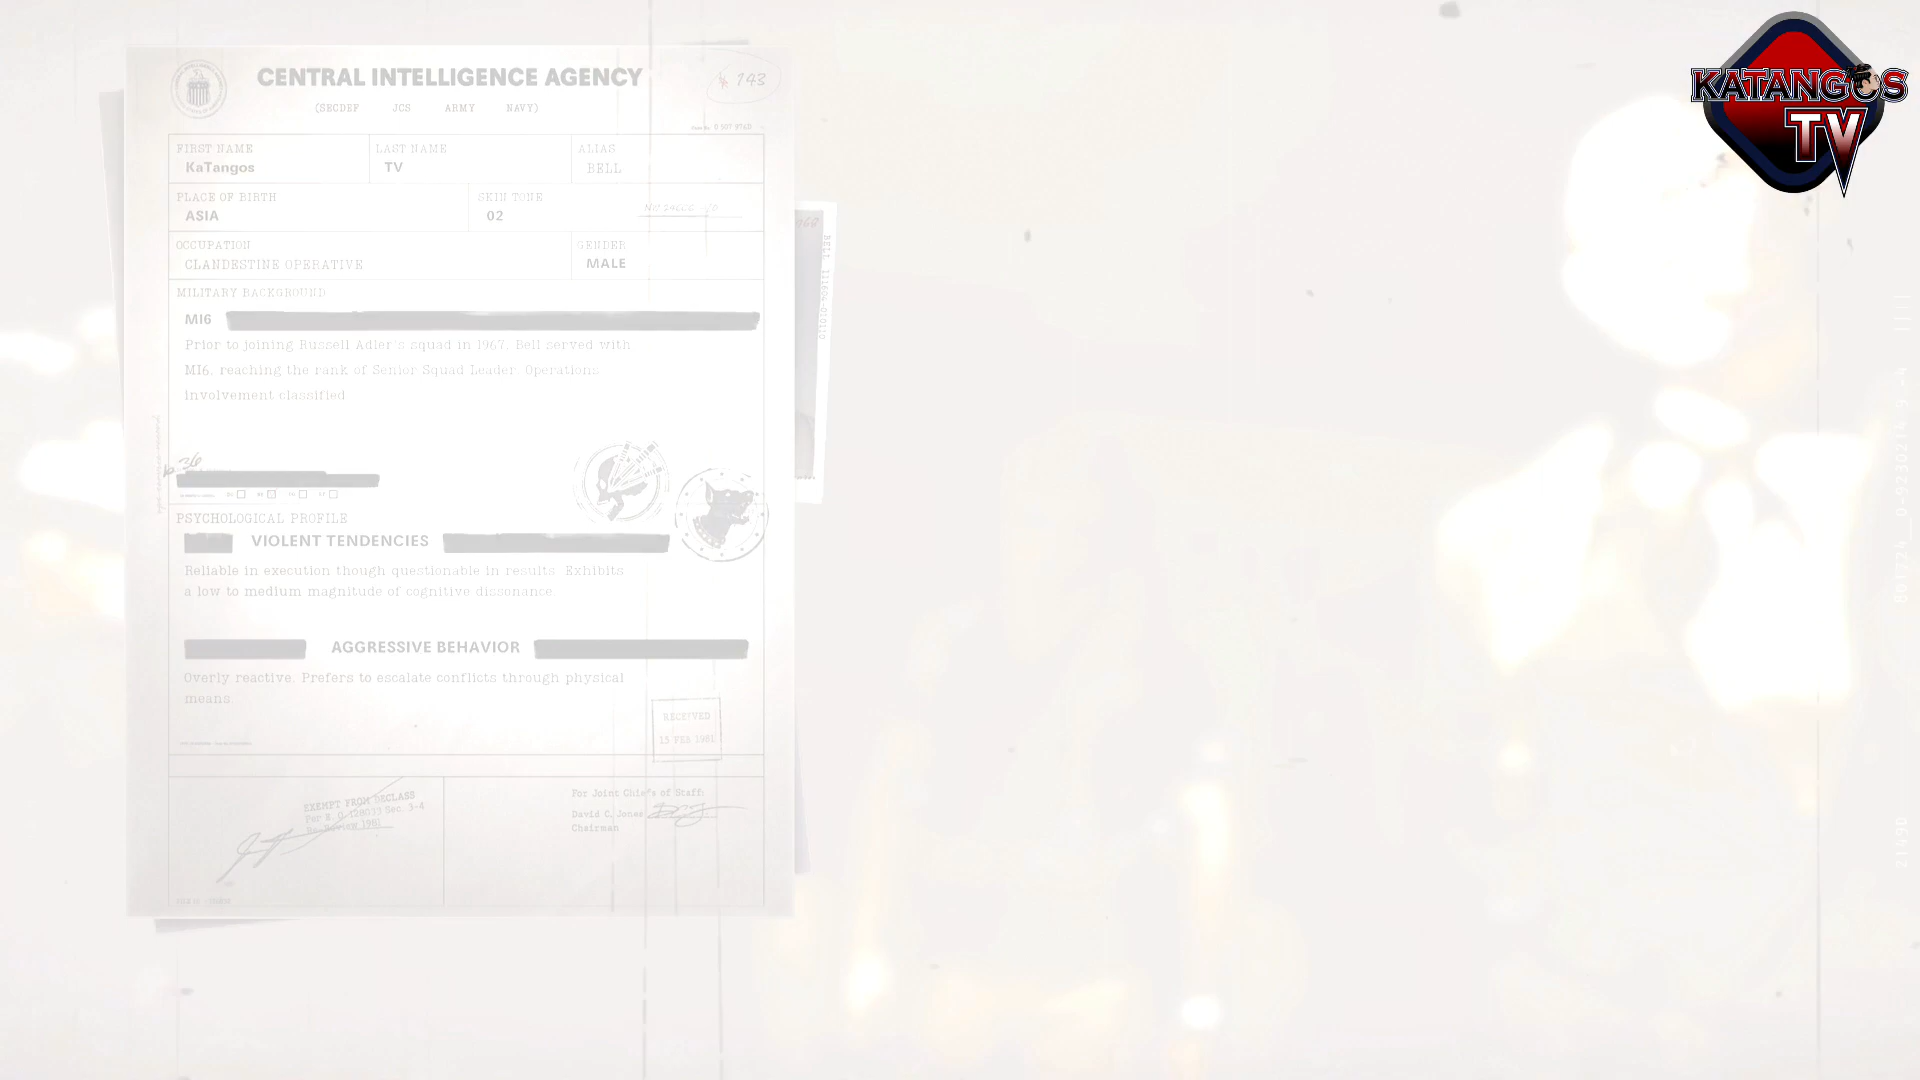 CENTRAL INTELLIGENCE AGENCY
743
(SECDEF JCS ARMY NAVY)
FIRST NAME LAST NAME ALIAS
KaTangos TV BELL
PLACE OF BIRTH SKIN TONE
ASIA 02
OCCUPATION GENDER
CLANDESTINE OPERATIVE MALE
MILITARY BACKGROUND
MI6
Prior to joining Russell Adler's squad in 1967, Bell served with
MI6, reaching the rank of Senior Squad Leader. Operations
involvement classified
PSYCHOLOGICAL PROFILE
VIOLENT TENDENCIES
Reliable in execution though questionable in results. Exhibits
a low to medium magnitude of cognitive dissonance
AGGRESSIVE BEHAVIOR
Overly reactive. Prefers to escalate conflicts through physical
means.
RECEIVED
15 FEB 1981
EXEMPT FROM DECLASS
Sec. 3-4
For Joint Chiefs of Staff:
David C. Jones
Chairman
KATANGOS
TV